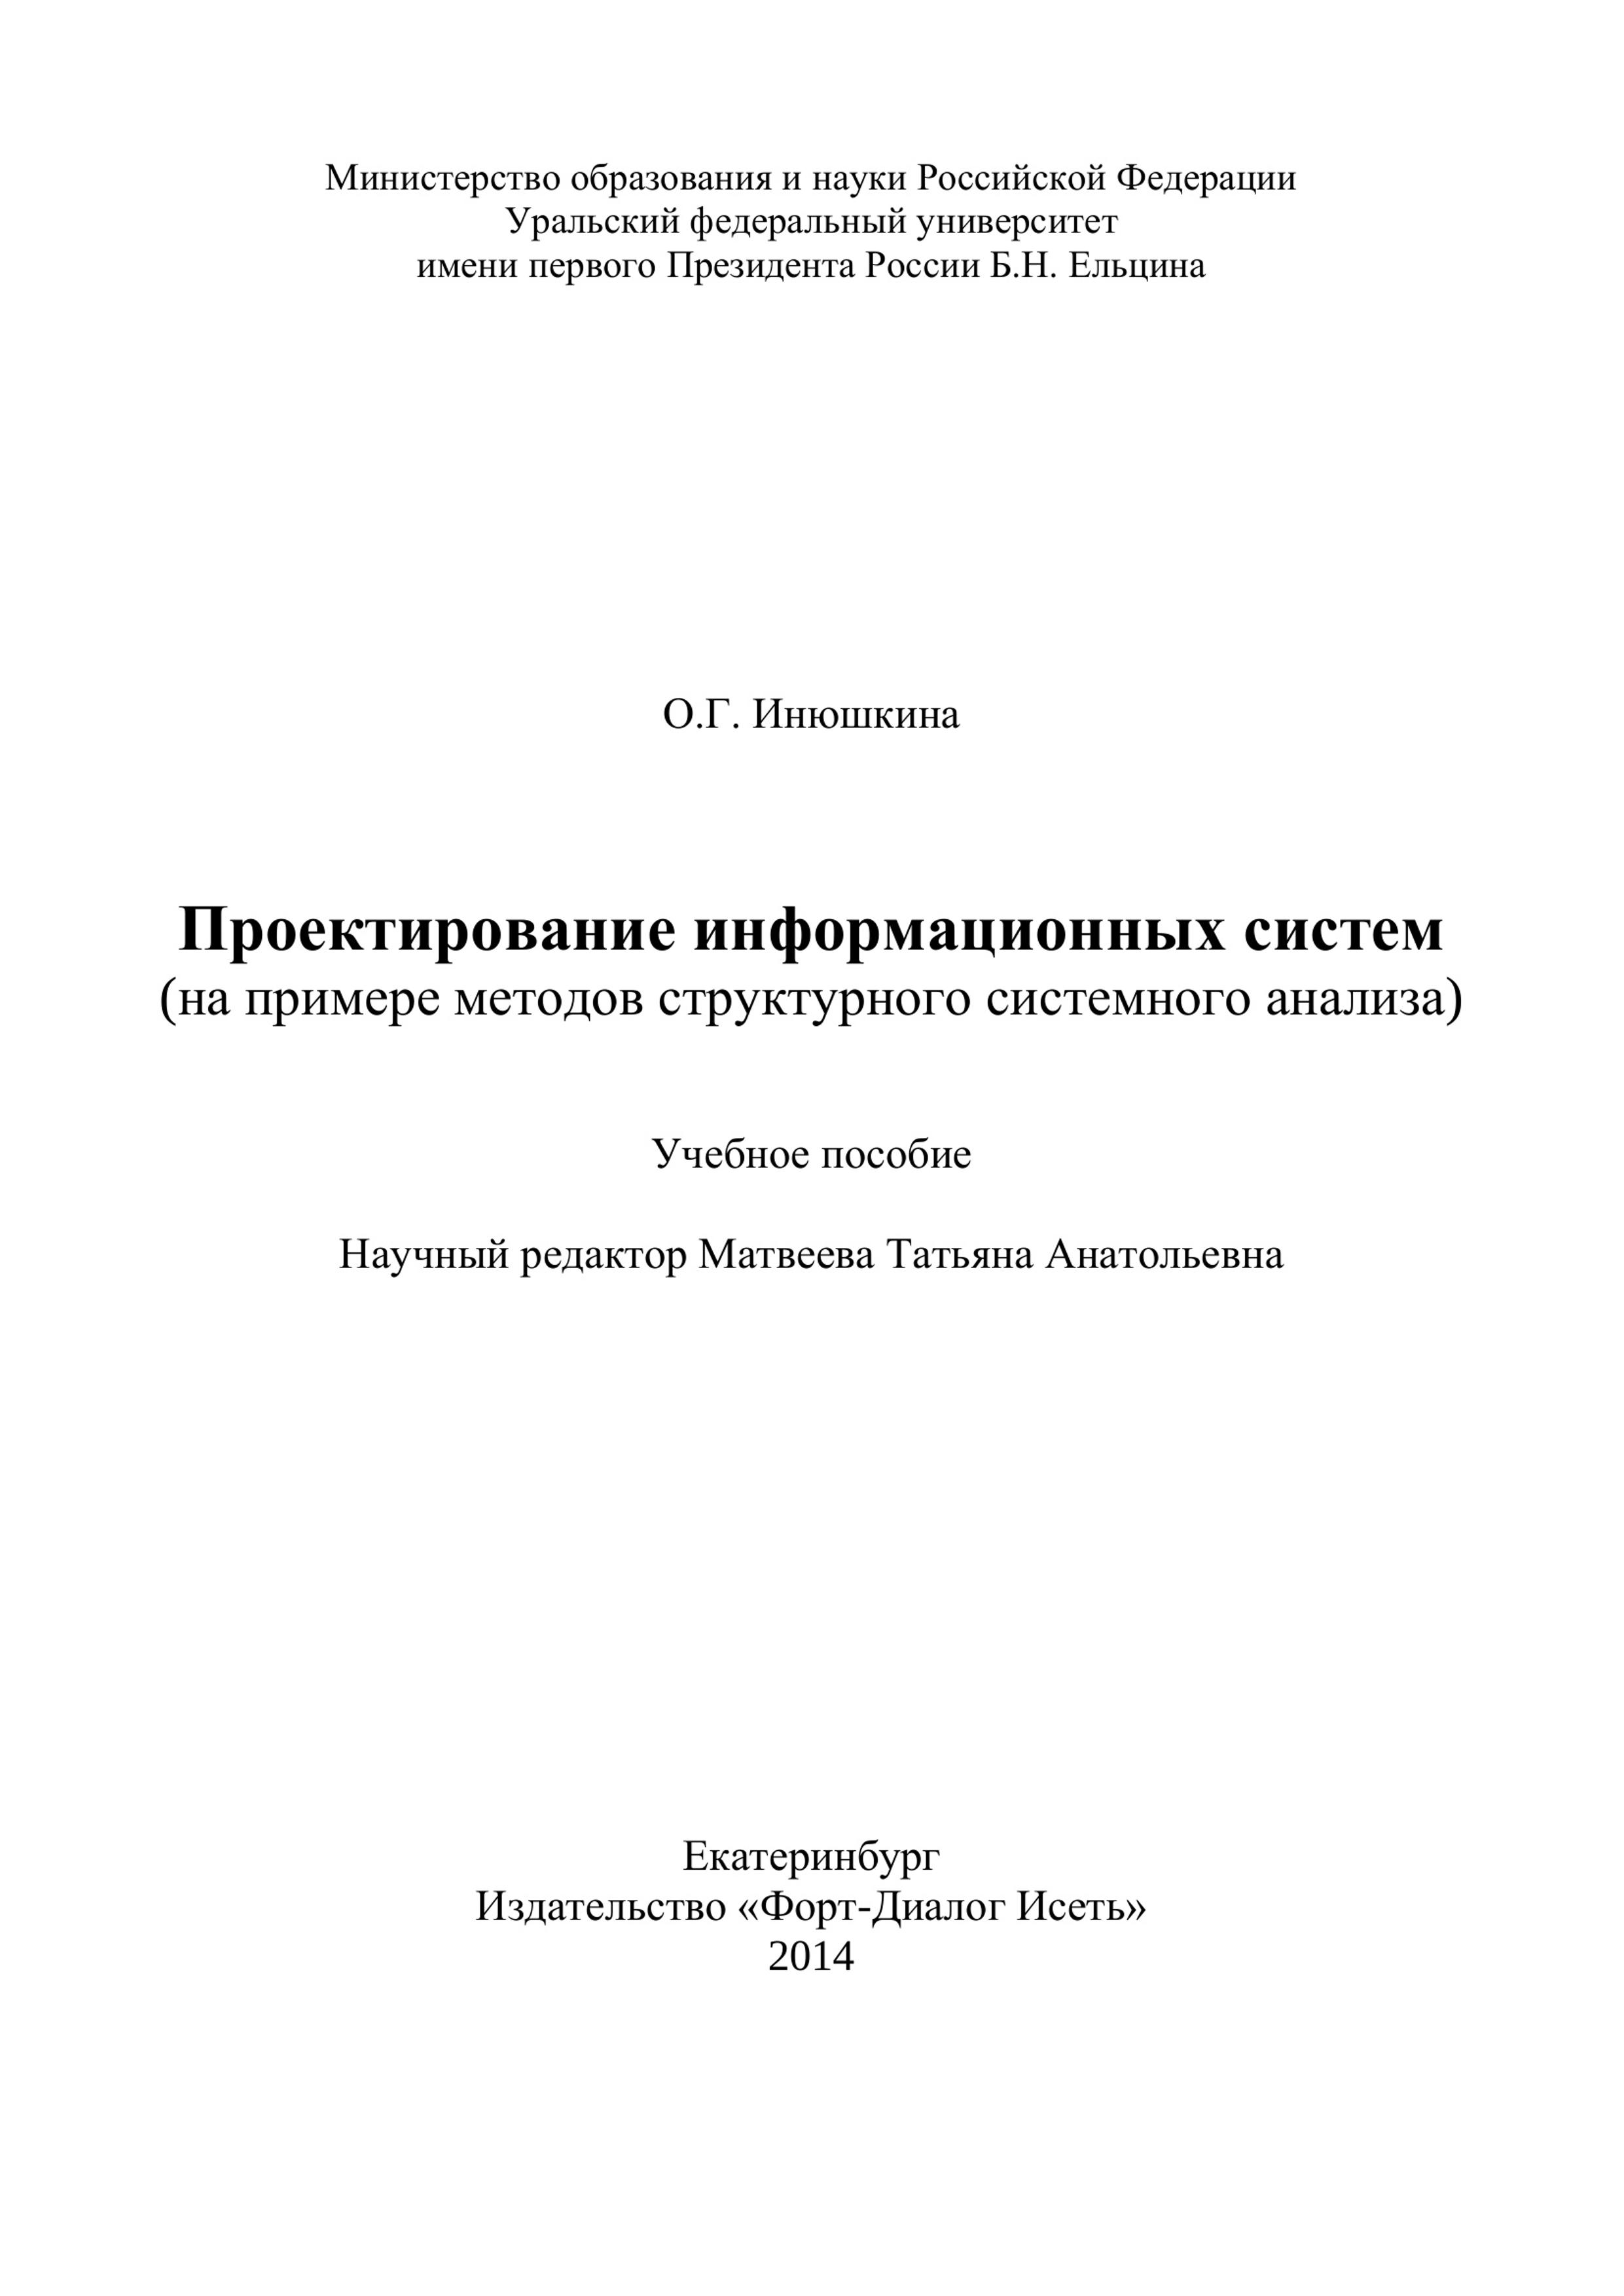 Министерство образования и науки Российской Федерации
Уральский федеральный университет
имени первого Президента России Б.Н. Ельцина
О.Г. Инюшкина
Проектирование информационных систем
(на примере методов структурного системного анализа)
Учебное пособие
Научный редактор Матвеева Татьяна Анатольевна
Екатеринбург
Издательство «Форт-Диалог Исеть»
2014